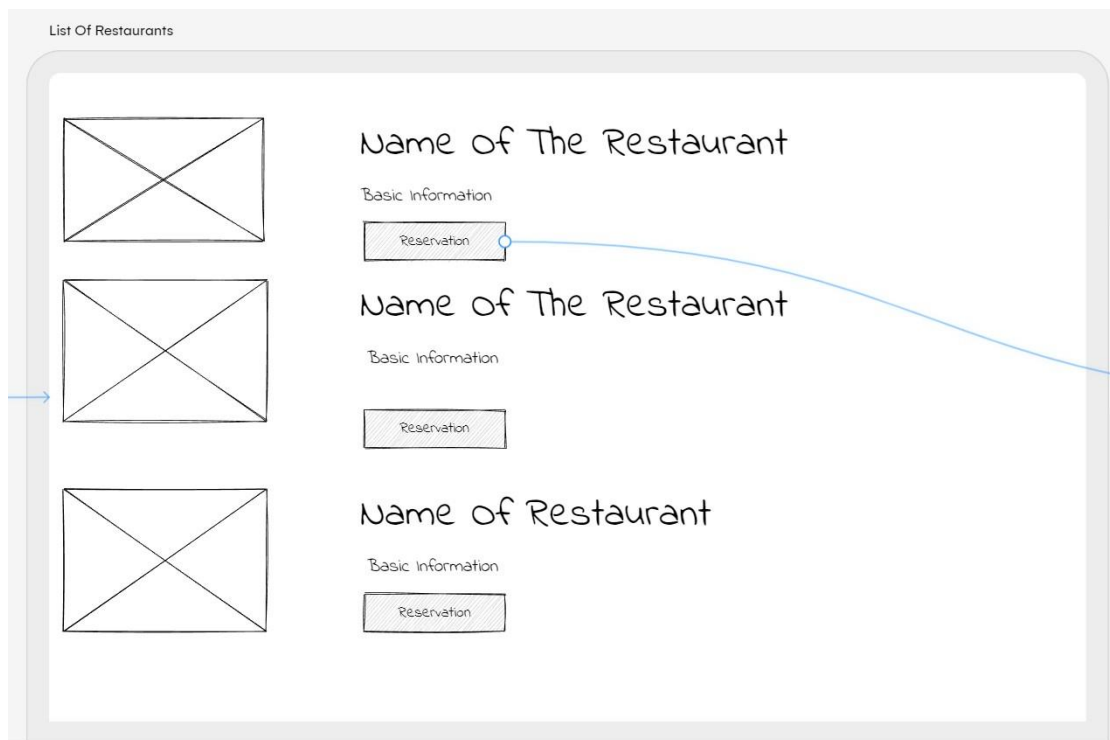 List Of Restaurants
Name Of The Restaurant
Basic Information
Reservation
Name Of The Restaurant
Basic Information
Reservation
Name Of Restaurant
Basic Information
Reservation